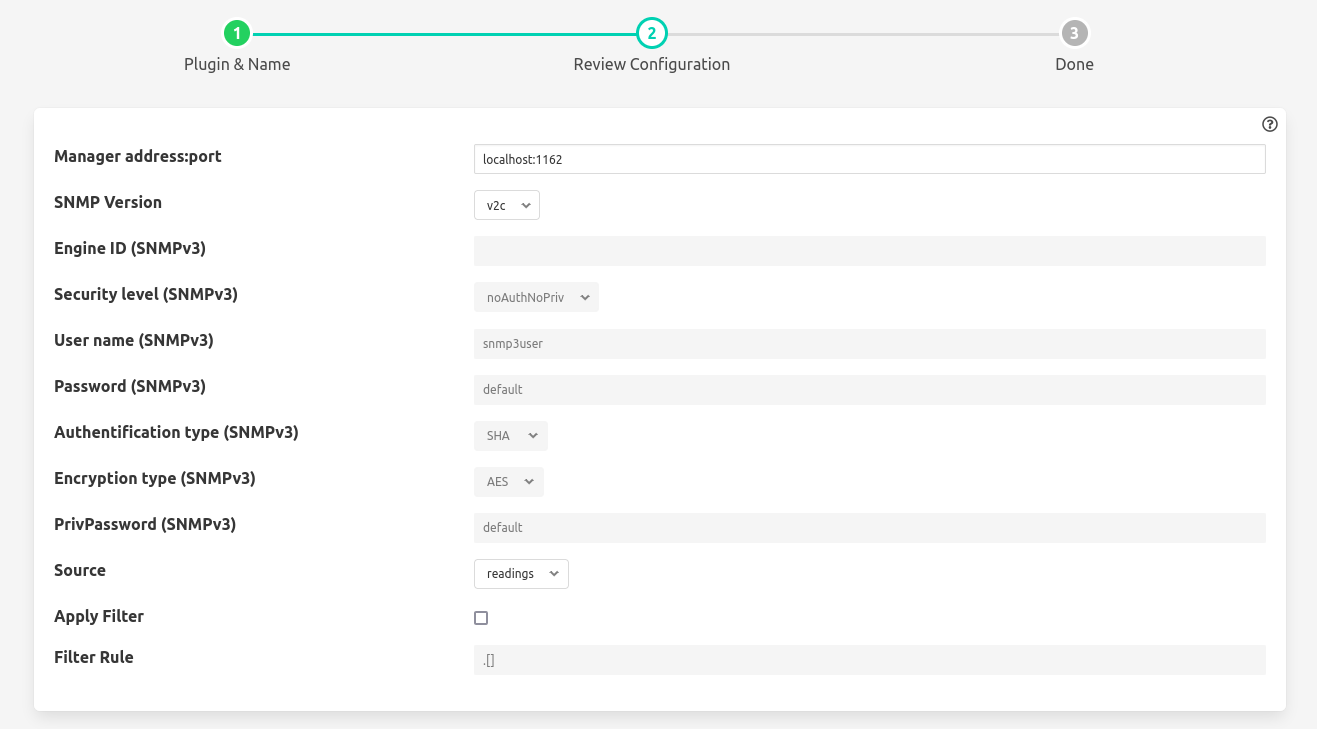 1
2
3
Plugin & Name
Review Configuration
Done
Manager address:port
localhost:1162
SNMP Version
v2c
Engine ID (SNMPv3)
Security level (SNMPv3)
noAuthNoPriv
User name (SNMPv3)
snmp3user
Password (SNMPv3)
default
Authentification type (SNMPv3)
SHA
Encryption type (SNMPv3)
AES
PrivPassword (SNMPv3)
default
Source
readings
Apply Filter
Filter Rule
.[]